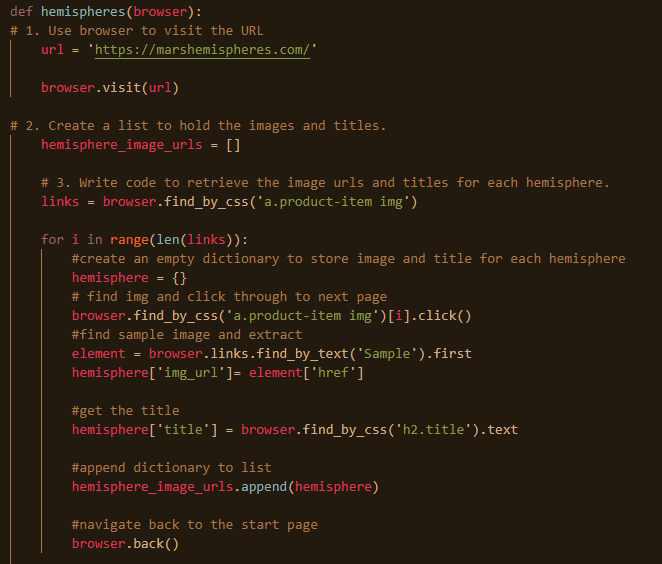 def hemispheres(browser):
# 1. Use browser to visit the URL
    url = 'https://marshemispheres.com/'

    browser.visit(url)

# 2. Create a list to hold the images and titles.
    hemisphere_image_urls = []

    # 3. Write code to retrieve the image urls and titles for each hemisphere.
    links = browser.find_by_css('a.product-item img')

    for i in range(len(links)):
        #create an empty dictionary to store image and title for each hemisphere
        hemisphere = {}
        # find img and click through to next page
        browser.find_by_css('a.product-item img')[i].click()
        #find sample image and extract
        element = browser.links.find_by_text('Sample').first
        hemisphere['img_url']= element['href']

        #get the title
        hemisphere['title'] = browser.find_by_css('h2.title').text

        #append dictionary to list
        hemisphere_image_urls.append(hemisphere)

        #navigate back to the start page
        browser.back()